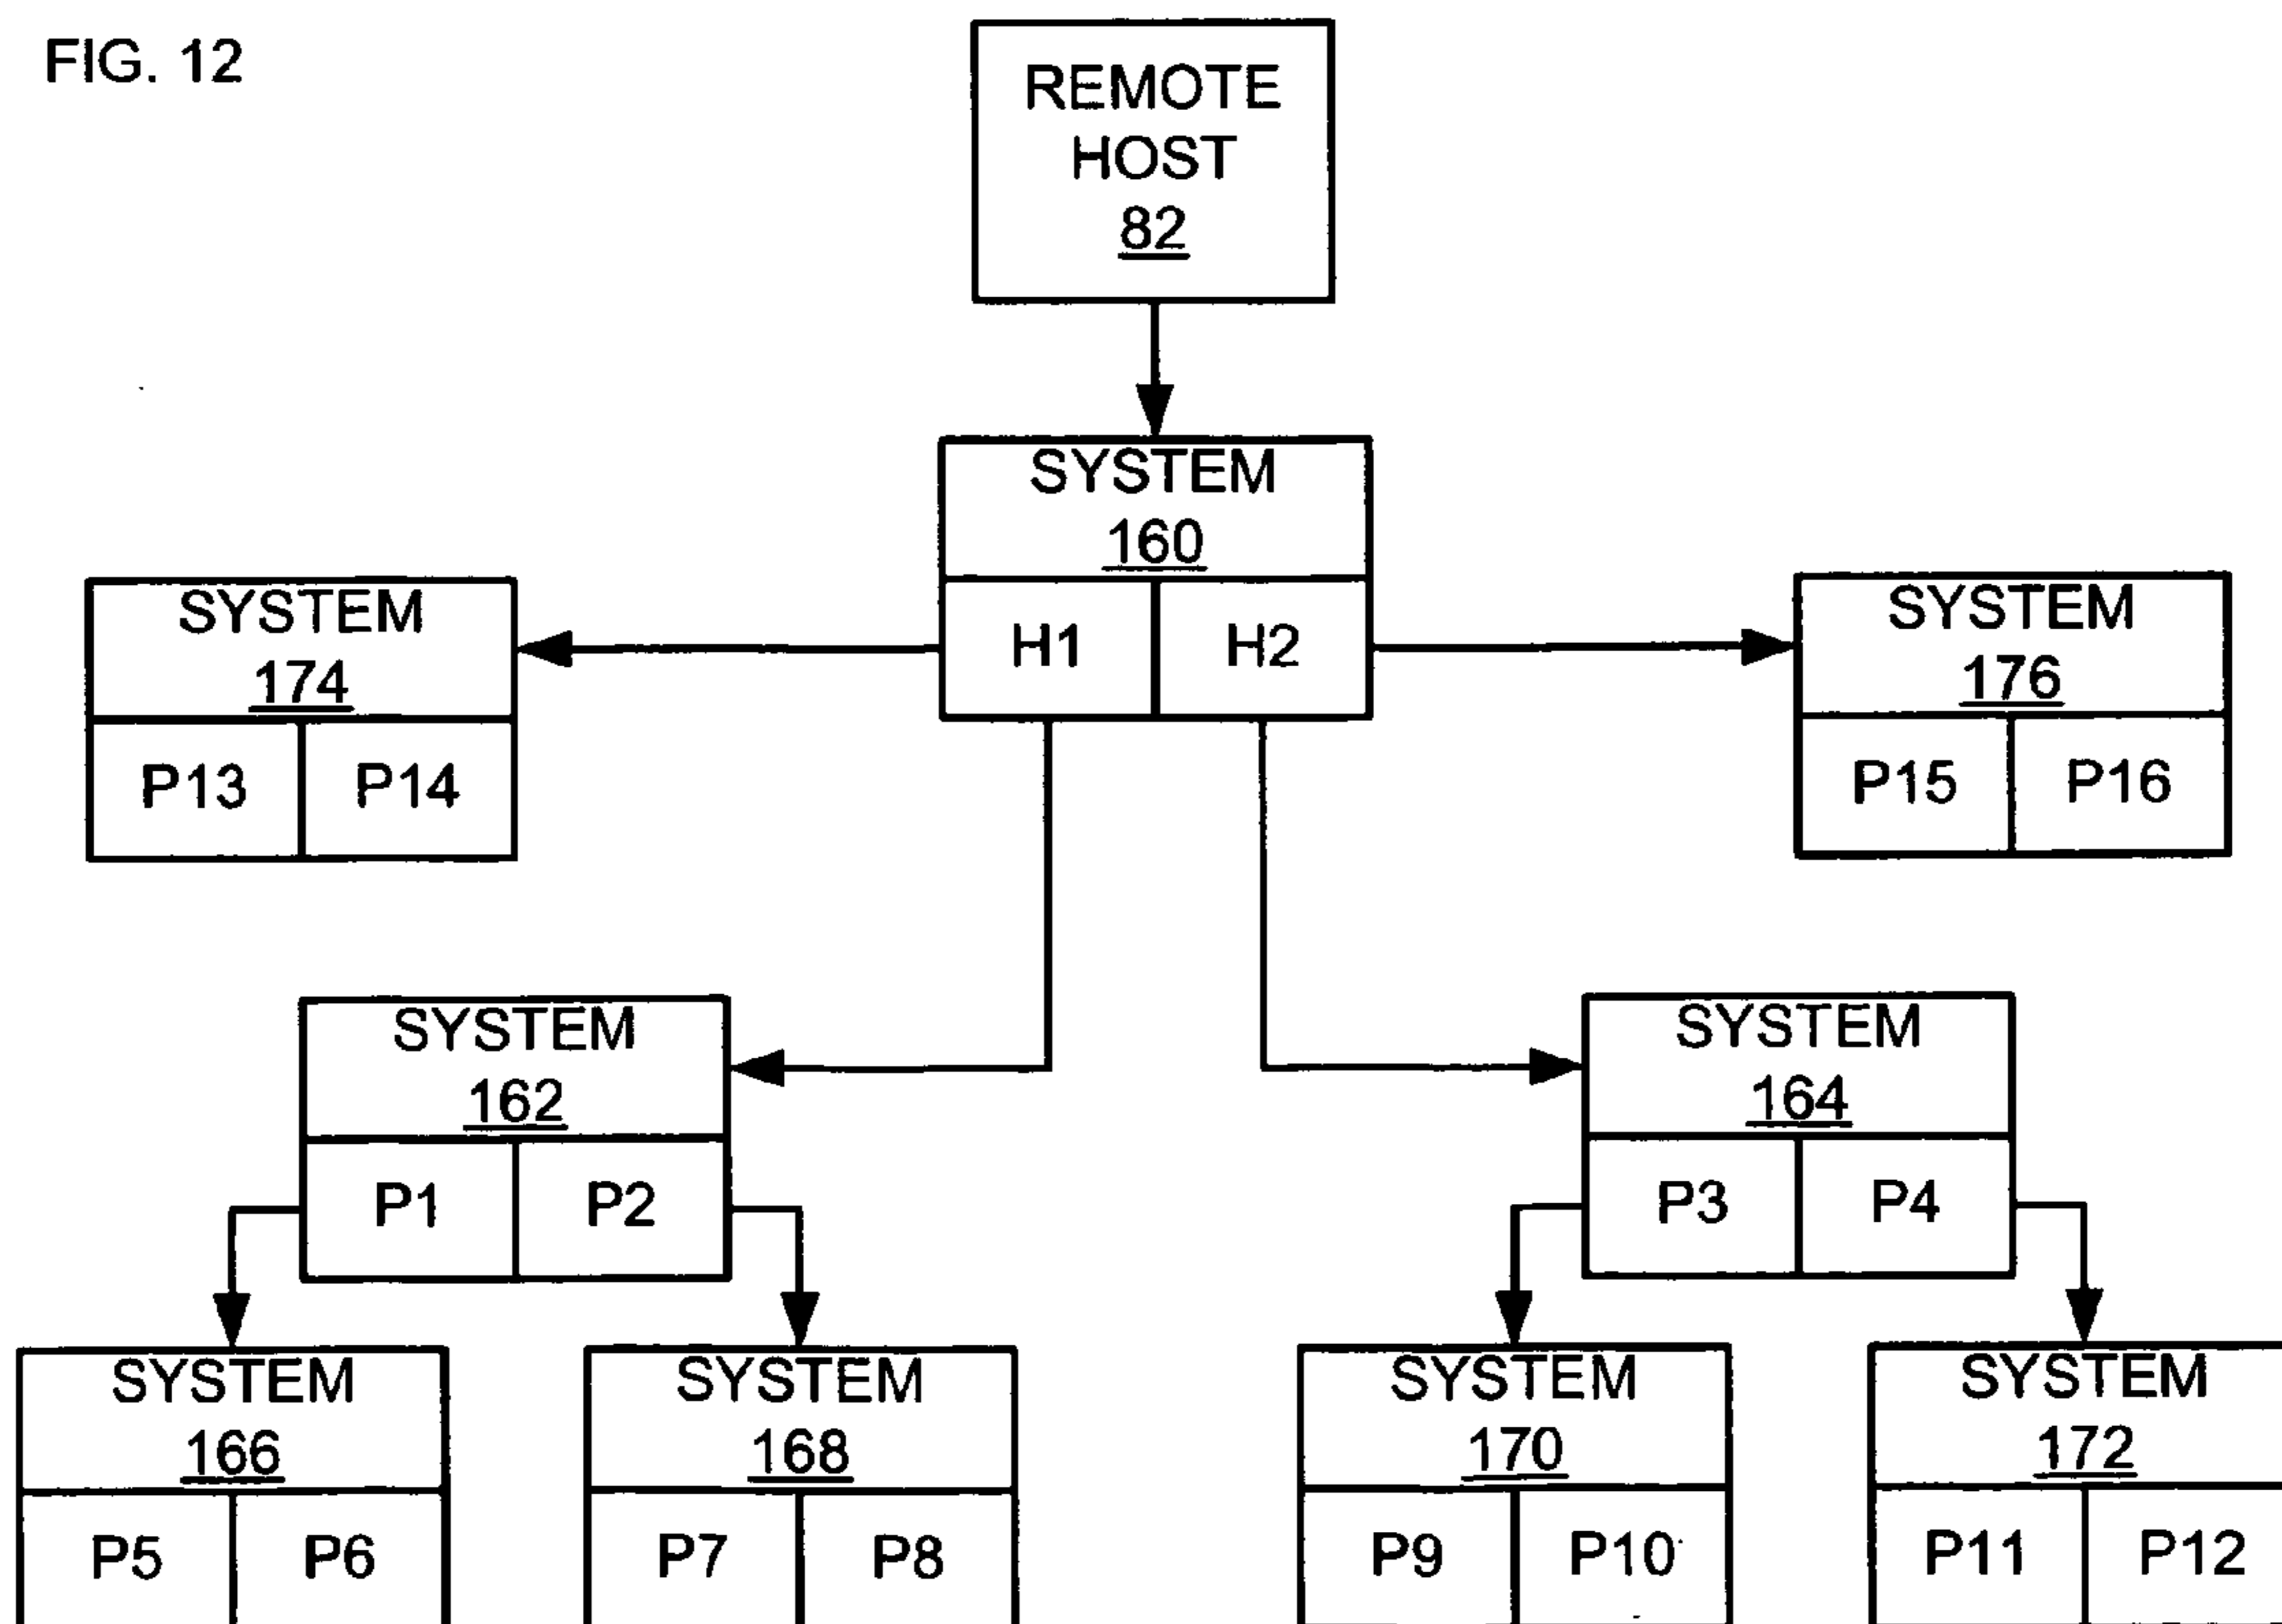 FIG. 12
REMOTE
HOST
82
SYSTEM
160
H1 H2
SYSTEM
174
P13 P14
SYSTEM
176
P15 P16
SYSTEM
162
P1 P2
SYSTEM
164
P3 P4
SYSTEM
166
P5 P6
SYSTEM
168
P7 P8
SYSTEM
170
P9 P10
SYSTEM
172
P11 P12